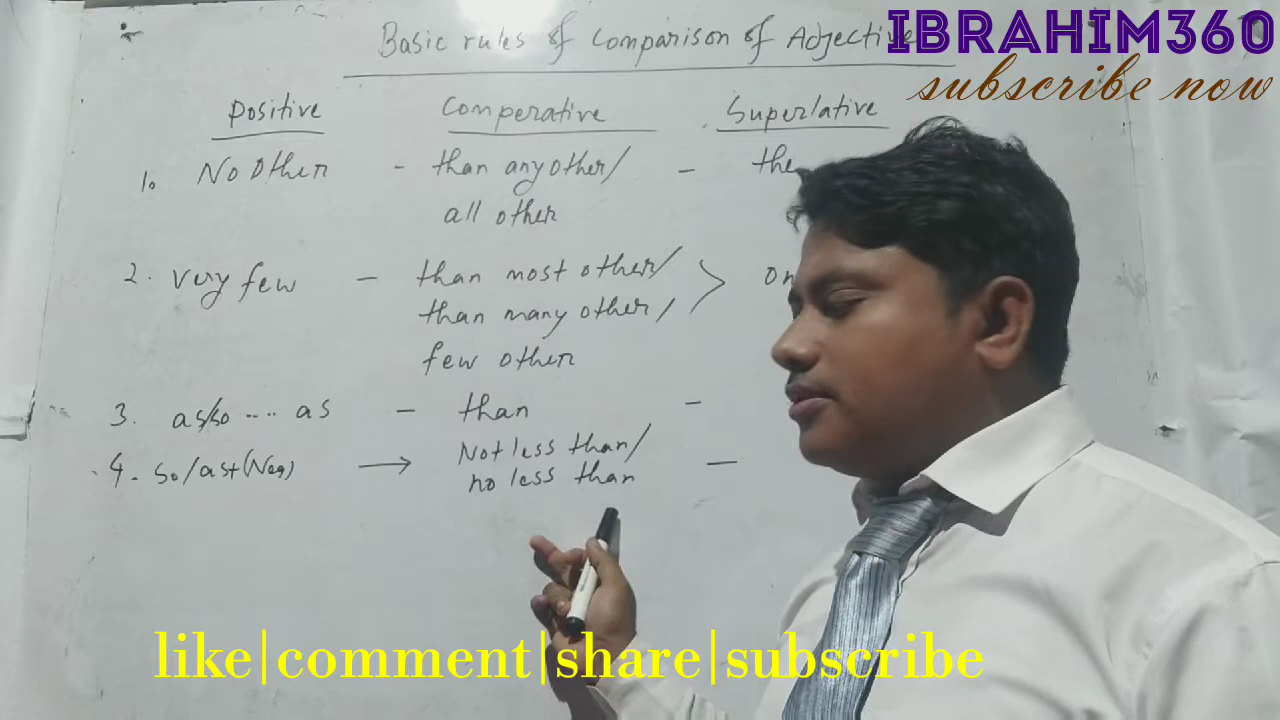 Basic rules of Comparison of Adjective
IBRAHIM360
subscribe now
Positive Comperative Superlative
1. No other - than any other/ - the
all other
2. very few - than most other/ > on
than many other/
few other
3. as/so .... as - than -
4. so/as+(Neg) → Not less than/ -
no less than
like|comment|share|subscribe